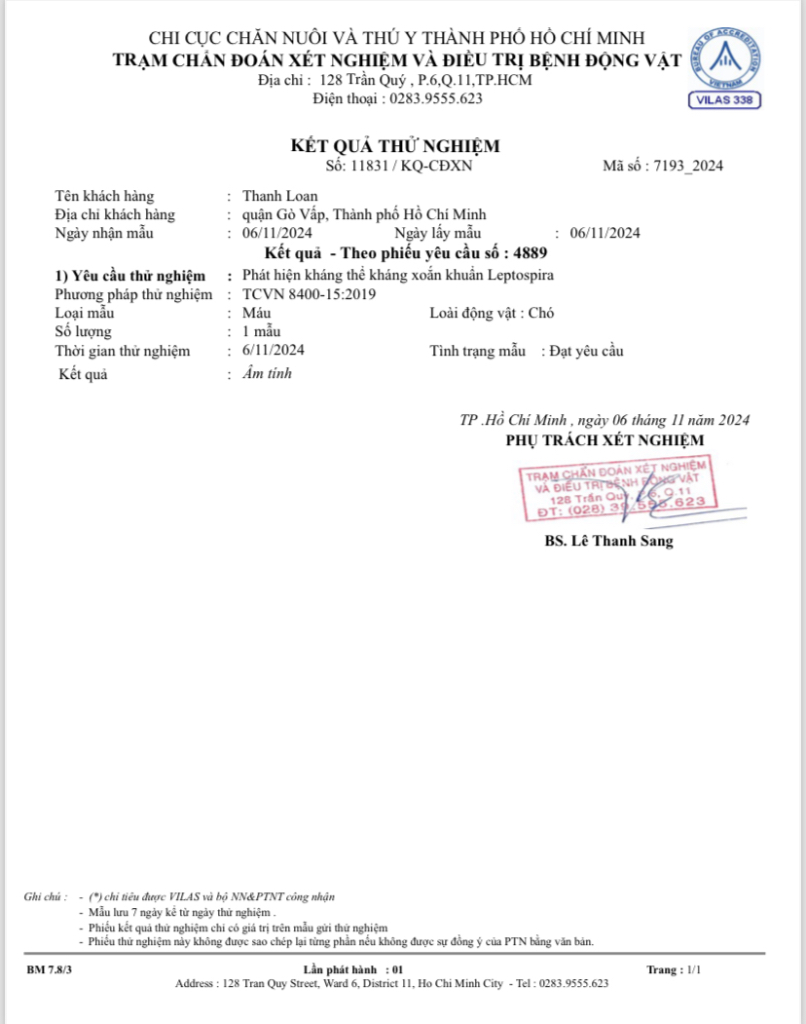 CHI CỤC CHĂN NUÔI VÀ THÚ Y THÀNH PHỐ HỒ CHÍ MINH
TRẠM CHẨN ĐOÁN XÉT NGHIỆM VÀ ĐIỀU TRỊ BỆNH ĐỘNG VẬT
Địa chỉ : 128 Trần Quý , P.6,Q.11,TP.HCM
Điện thoại : 0283.9555.623
BUREAU OF ACCREDITATION
VIETNAM
VILAS 338
KẾT QUẢ THỬ NGHIỆM
Số: 11831 / KQ-CĐXN Mã số : 7193_2024
Tên khách hàng : Thanh Loan
Địa chỉ khách hàng : quận Gò Vấp, Thành phố Hồ Chí Minh
Ngày nhận mẫu : 06/11/2024 Ngày lấy mẫu : 06/11/2024
Kết quả - Theo phiếu yêu cầu số : 4889
1) Yêu cầu thử nghiệm : Phát hiện kháng thể kháng xoắn khuẩn Leptospira
Phương pháp thử nghiệm : TCVN 8400-15:2019
Loại mẫu : Máu Loài động vật : Chó
Số lượng : 1 mẫu
Thời gian thử nghiệm : 6/11/2024 Tình trạng mẫu : Đạt yêu cầu
Kết quả : Âm tính
TP .Hồ Chí Minh , ngày 06 tháng 11 năm 2024
PHỤ TRÁCH XÉT NGHIỆM
TRẠM CHẨN ĐOÁN XÉT NGHIỆM
VÀ ĐIỀU TRỊ BỆNH ĐỘNG VẬT
128 Trần Quý, P.6, Q.11
ĐT: (028) 39.555.623
BS. Lê Thanh Sang
Ghi chú : - (*) chỉ tiêu được VILAS và bộ NN&PTNT công nhận
- Mẫu lưu 7 ngày kể từ ngày thử nghiệm .
- Phiếu kết quả thử nghiệm chỉ có giá trị trên mẫu gửi thử nghiệm
- Phiếu thử nghiệm này không được sao chép lại từng phần nếu không được sự đồng ý của PTN bằng văn bản.
BM 7.8/3 Lần phát hành : 01 Trang : 1/1
Address : 128 Tran Quy Street, Ward 6, District 11, Ho Chi Minh City - Tel : 0283.9555.623